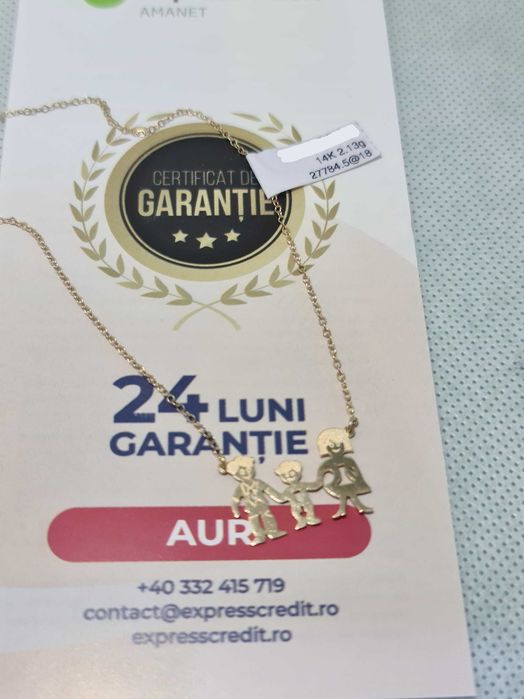 AMANET
14K 2.13g
27784.5@18
CERTIFICAT DE
GARANȚIE
24 LUNI
GARANȚIE
AUR
+40 332 415 719
contact@expresscredit.ro
expresscredit.ro